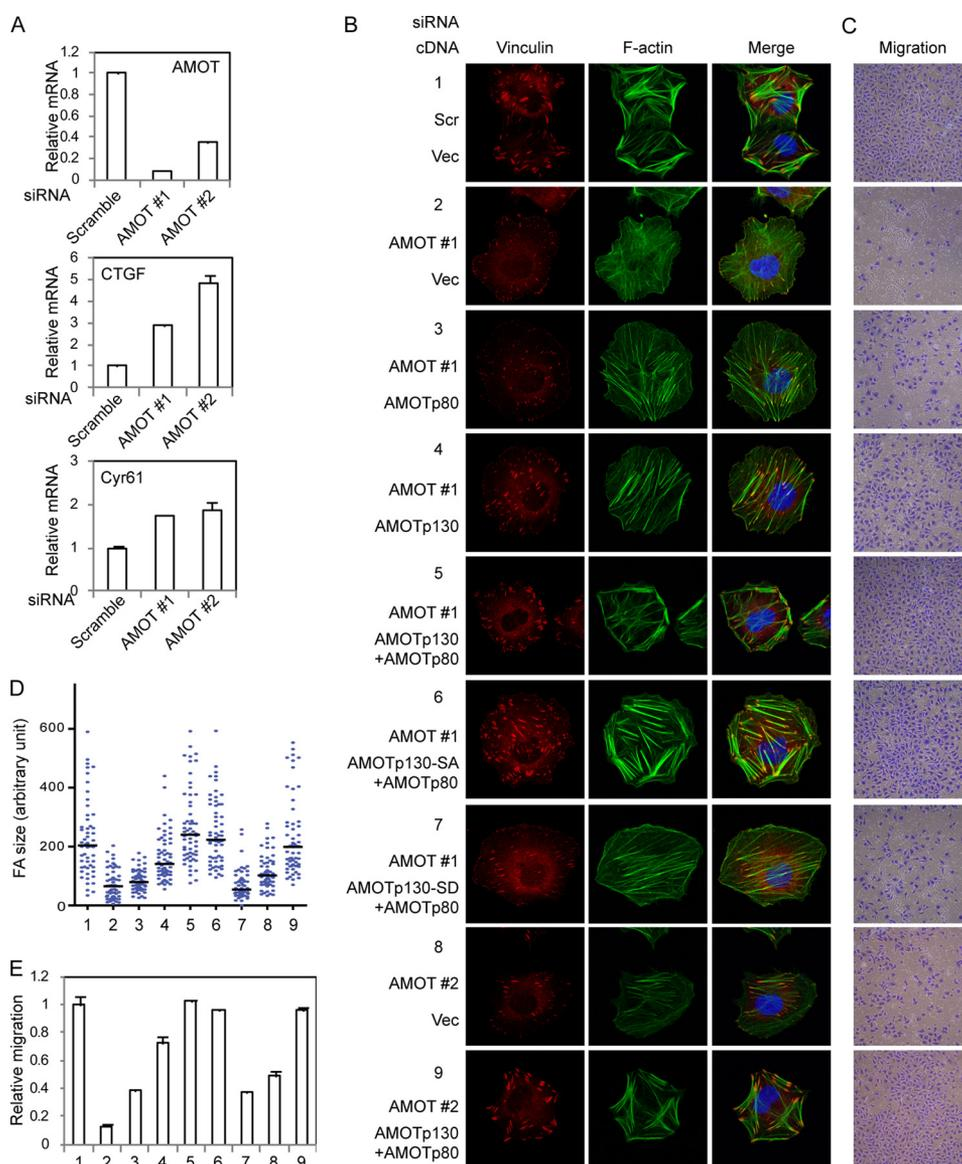 A
1.2
1
0.8
0.6
0.4
0.2
0
Relative mRNA
AMOT
siRNA
Scramble
AMOT #1
AMOT #2
6
5
4
3
2
1
0
Relative mRNA
CTGF
siRNA
Scramble
AMOT #1
AMOT #2
3
2
1
0
Relative mRNA
Cyr61
siRNA
Scramble
AMOT #1
AMOT #2
B
siRNA
cDNA Vinculin F-actin Merge
1
Scr
Vec
2
AMOT #1
Vec
3
AMOT #1
AMOTp80
4
AMOT #1
AMOTp130
5
AMOT #1
AMOTp130
+AMOTp80
6
AMOT #1
AMOTp130-SA
+AMOTp80
7
AMOT #1
AMOTp130-SD
+AMOTp80
8
AMOT #2
Vec
9
AMOT #2
AMOTp130
+AMOTp80
C
Migration
D
600
400
200
0
FA size (arbitrary unit)
1 2 3 4 5 6 7 8 9
E
1.2
1
0.8
0.6
0.4
0.2
0
Relative migration
1 2 3 4 5 6 7 8 9